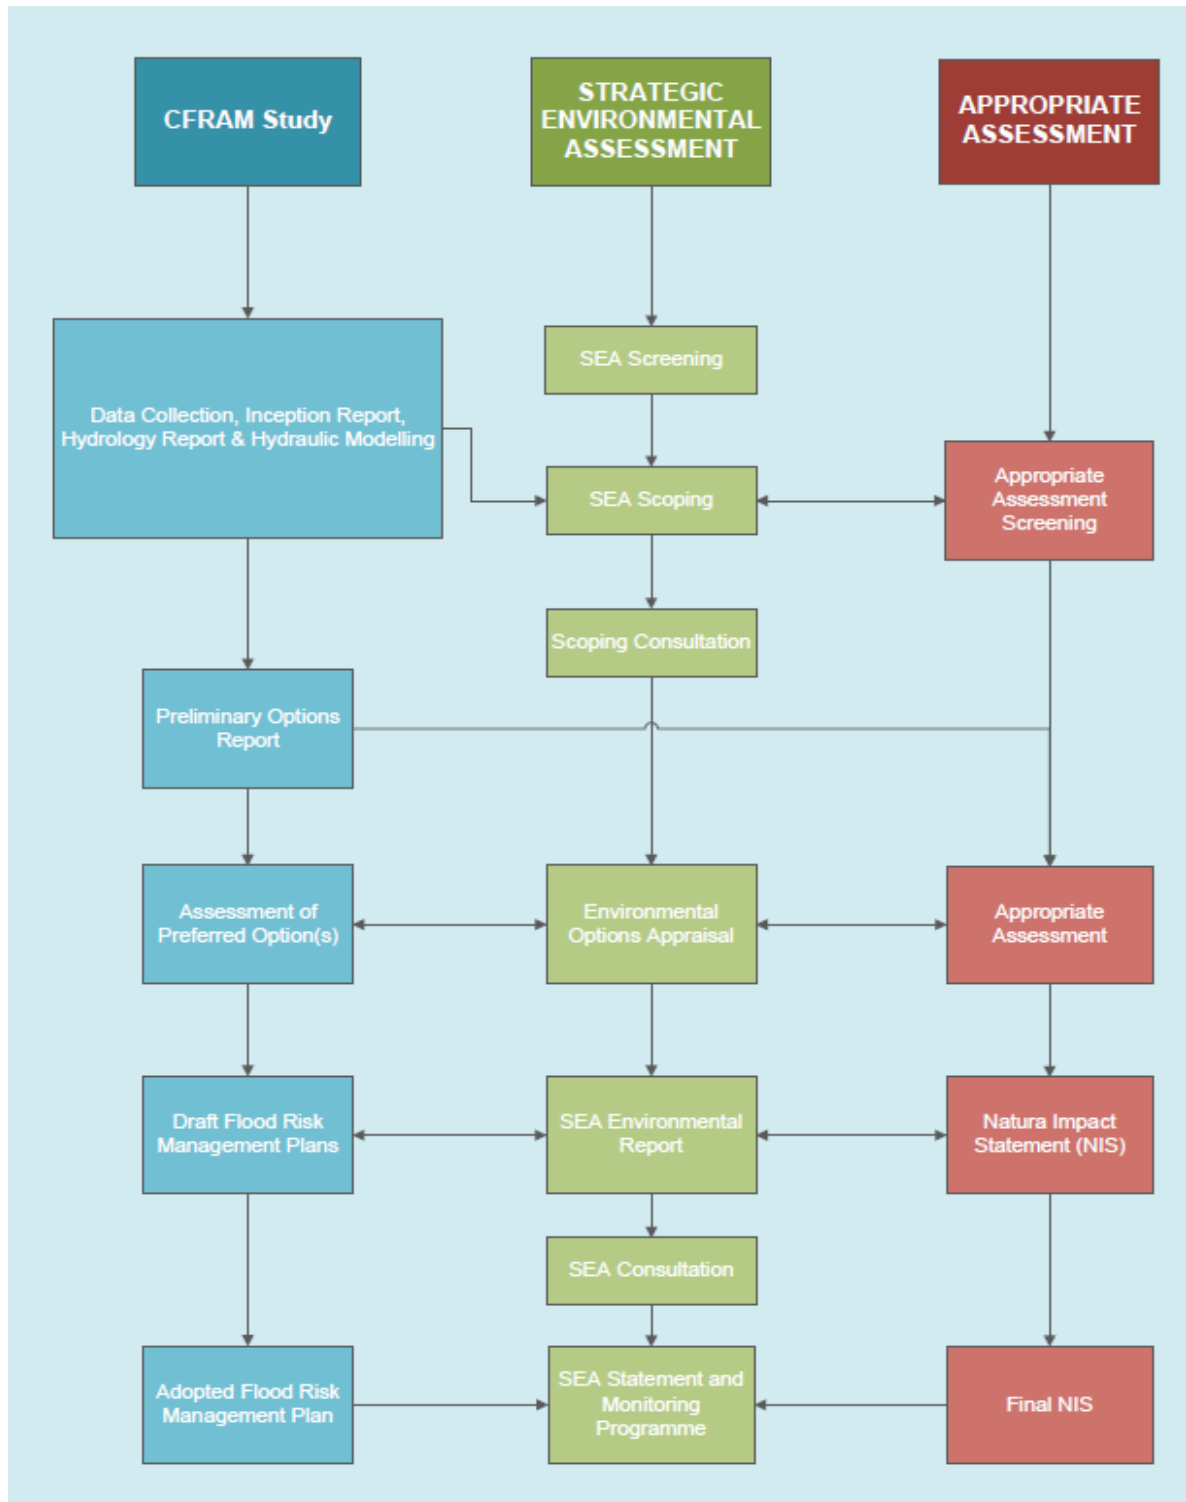 CFRAM Study
STRATEGIC
ENVIRONMENTAL
ASSESSMENT
APPROPRIATE
ASSESSMENT
SEA Screening
Data Collection, Inception Report,
Hydrology Report & Hydraulic Modelling
SEA Scoping
Appropriate
Assessment
Screening
Scoping Consultation
Preliminary Options
Report
Assessment of
Preferred Option(s)
Environmental
Options Appraisal
Appropriate
Assessment
Draft Flood Risk
Management Plans
SEA Environmental
Report
Natura Impact
Statement (NIS)
SEA Consultation
Adopted Flood Risk
Management Plan
SEA Statement and
Monitoring
Programme
Final NIS